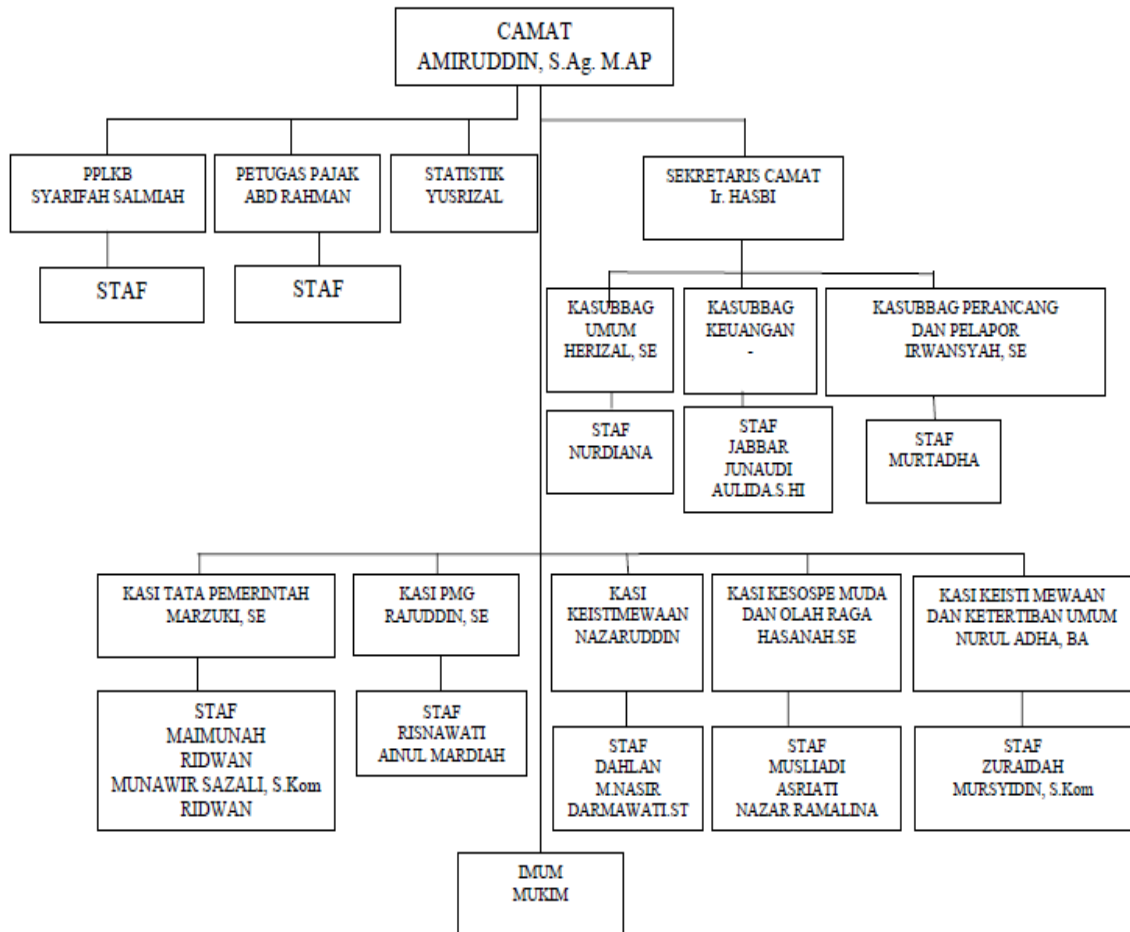 CAMAT
AMIRUDDIN, S.Ag. M.AP
PPLKB
SYARIFAH SALMIAH
PETUGAS PAJAK
ABD RAHMAN
STATISTIK
YUSRIZAL
SEKRETARIS CAMAT
Ir. HASBI
STAF
STAF
KASUBBAG
UMUM
HERIZAL, SE
KASUBBAG
KEUANGAN
-
KASUBBAG PERANCANG
DAN PELAPOR
IRWANSYAH, SE
STAF
NURDIANA
STAF
JABBAR
JUNAUDI
AULIDA.S.HI
STAF
MURTADHA
KASI TATA PEMERINTAH
MARZUKI, SE
KASI PMG
RAJUDDIN, SE
KASI
KEISTIMEWAAN
NAZARUDDIN
KASI KESOSPE MUDA
DAN OLAH RAGA
HASANAH.SE
KASI KEISTI MEWAAN
DAN KETERTIBAN UMUM
NURUL ADHA, BA
STAF
MAIMUNAH
RIDWAN
MUNAWIR SAZALI, S.Kom
RIDWAN
STAF
RISNAWATI
AINUL MARDIAH
STAF
DAHLAN
M.NASIR
DARMAWATI.ST
STAF
MUSLIADI
ASRIATI
NAZAR RAMALINA
STAF
ZURAIDAH
MURSYIDIN, S.Kom
IMUM
MUKIM